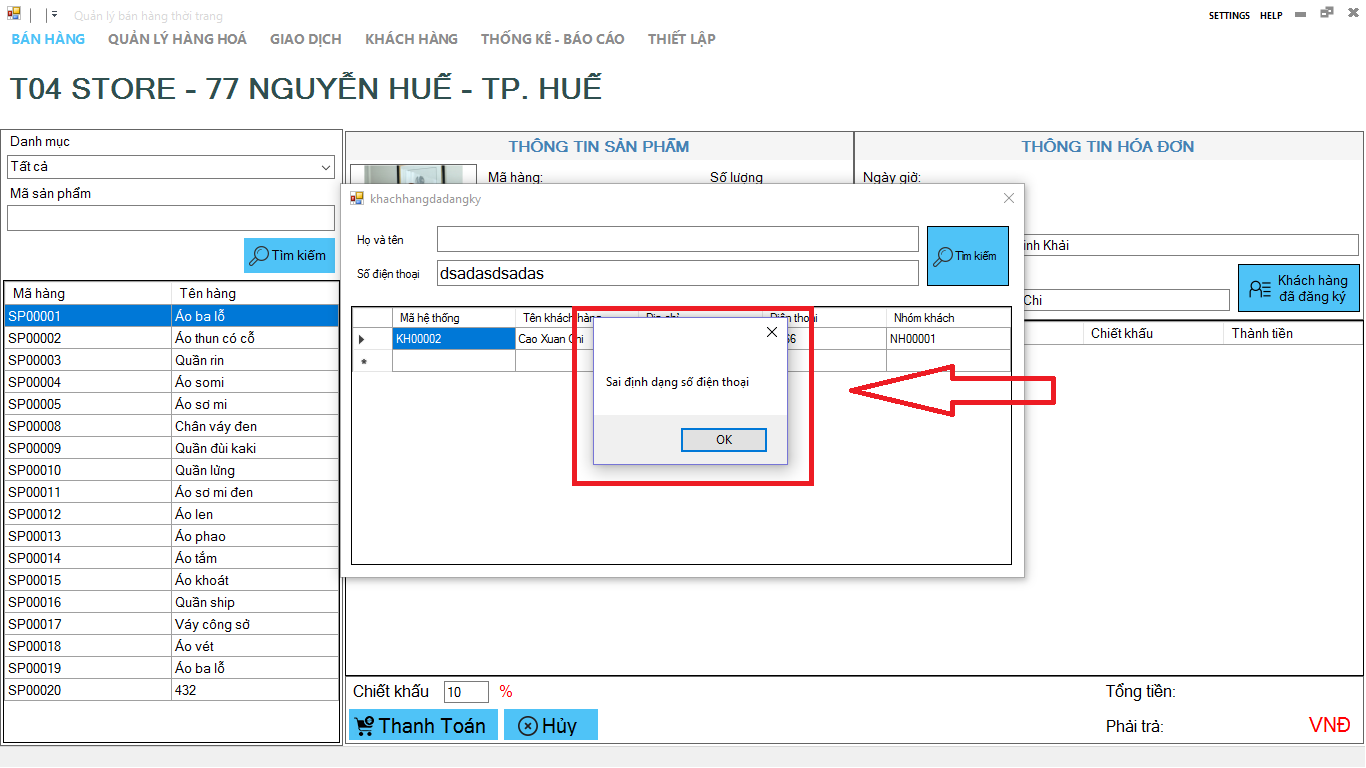 Quản lý bán hàng thời trang
SETTINGS HELP
BÁN HÀNG QUẢN LÝ HÀNG HOÁ GIAO DỊCH KHÁCH HÀNG THỐNG KÊ - BÁO CÁO THIẾT LẬP
T04 STORE - 77 NGUYỄN HUẾ - TP. HUẾ
Danh mục
Tất cả
Mã sản phẩm
Tìm kiếm
Mã hàng Tên hàng
SP00001 Áo ba lỗ
SP00002 Áo thun có cỗ
SP00003 Quần rin
SP00004 Áo somi
SP00005 Áo sơ mi
SP00008 Chân váy đen
SP00009 Quần đùi kaki
SP00010 Quần lửng
SP00011 Áo sơ mi đen
SP00012 Áo len
SP00013 Áo phao
SP00014 Áo tắm
SP00015 Áo khoát
SP00016 Quần ship
SP00017 Váy công sở
SP00018 Áo vét
SP00019 Áo ba lỗ
SP00020 432
THÔNG TIN SẢN PHẨM
Mã hàng: Số lượng
THÔNG TIN HÓA ĐƠN
Ngày giờ:
inh Khải
Chi
Khách hàng
đã đăng ký
Chiết khấu Thành tiền
khachhangdadangky
Họ và tên
Số điện thoại dsadasdsadas
Tìm kiếm
Mã hệ thống Tên khách hàng Địa chỉ Điện thoại Nhóm khách
KH00002 Cao Xuan Chi 66 NH00001
Sai định dạng số điện thoại
OK
Chiết khấu 10 %
Thanh Toán Hủy
Tổng tiền:
Phải trả: VNĐ